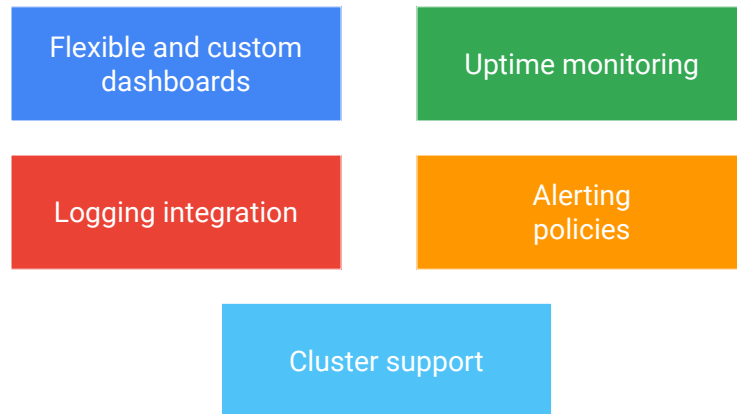 Flexible and custom
dashboards
Uptime monitoring
Logging integration
Alerting
policies
Cluster support